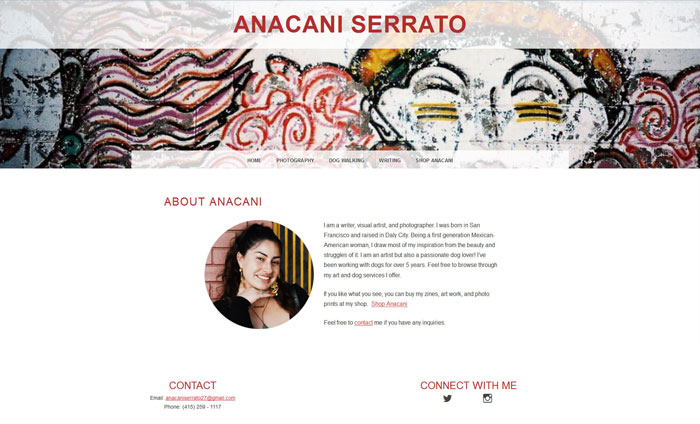 ANACANI SERRATO
HOME PHOTOGRAPHY DOG WALKING WRITING SHOP ANACANI
ABOUT ANACANI
I am a writer, visual artist, and photographer. I was born in San
Francisco and raised in Daly City. Being a first generation Mexican-
American woman, I draw most of my inspiration from the beauty and
struggles of it. I am an artist but also a passionate dog lover! I've
been working with dogs for over 5 years. Feel free to browse through
my art and dog services I offer.
If you like what you see, you can buy my zines, art work, and photo
prints at my shop. Shop Anacani
Feel free to contact me if you have any inquiries.
CONTACT
Email: anacaniserrato27@gmail.com
Phone: (415) 259 - 1117
CONNECT WITH ME